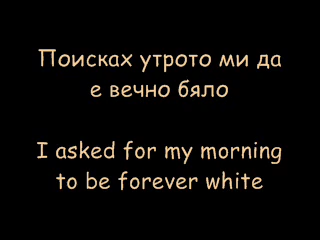 Поисках утрото ми да
е вечно бяло
I asked for my morning
to be forever white